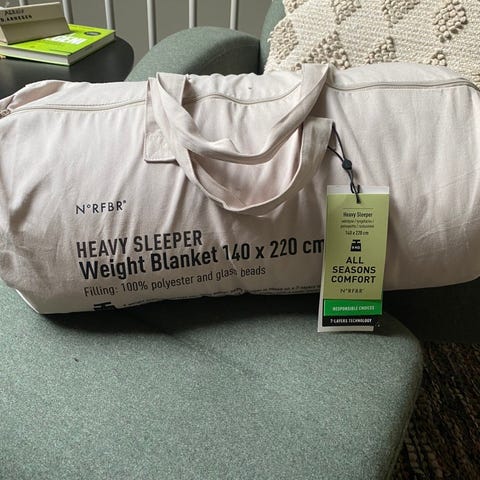 N°RFBR®
HEAVY SLEEPER
Weight Blanket 140 x 220 cm
Filling: 100% polyester and glass beads
Heavy Sleeper
140 x 220 cm
ALL
SEASONS
COMFORT
N°RFBR®
RESPONSIBLE CHOICES
7-LAYERS TECHNOLOGY